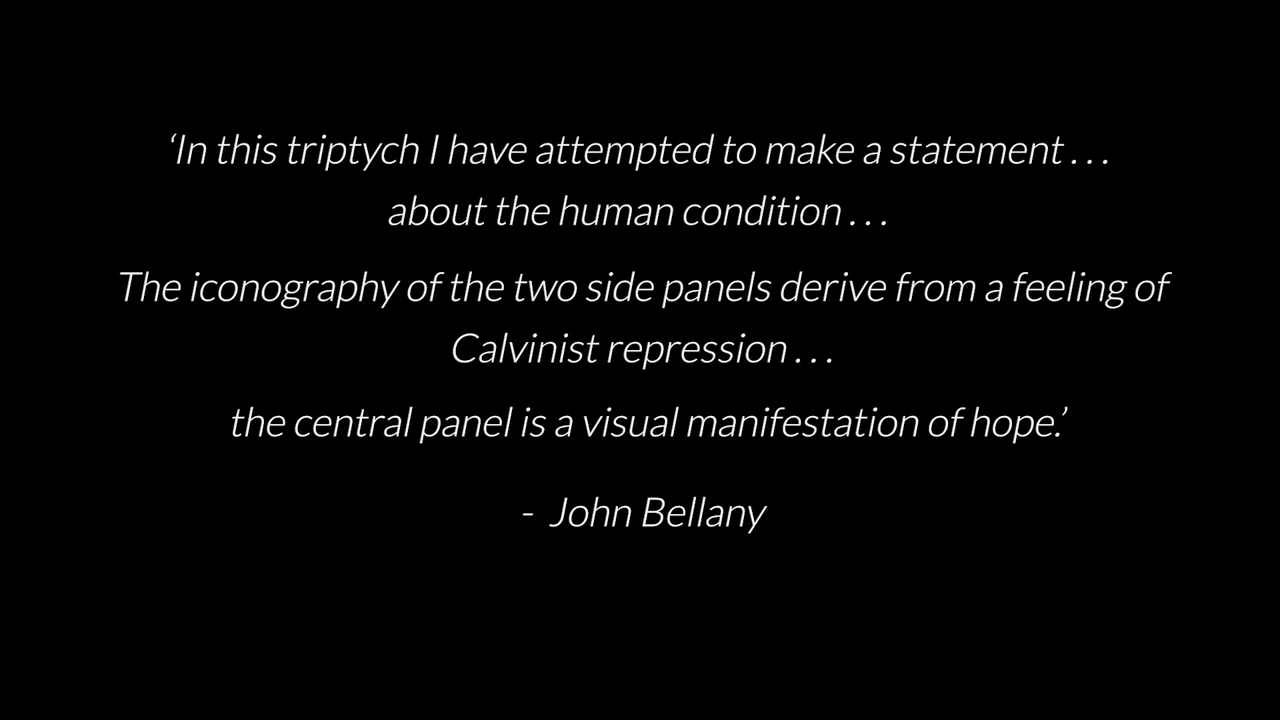 ‘In this triptych I have attempted to make a statement . . .
about the human condition . . .
The iconography of the two side panels derive from a feeling of
Calvinist repression . . .
the central panel is a visual manifestation of hope.’
- John Bellany